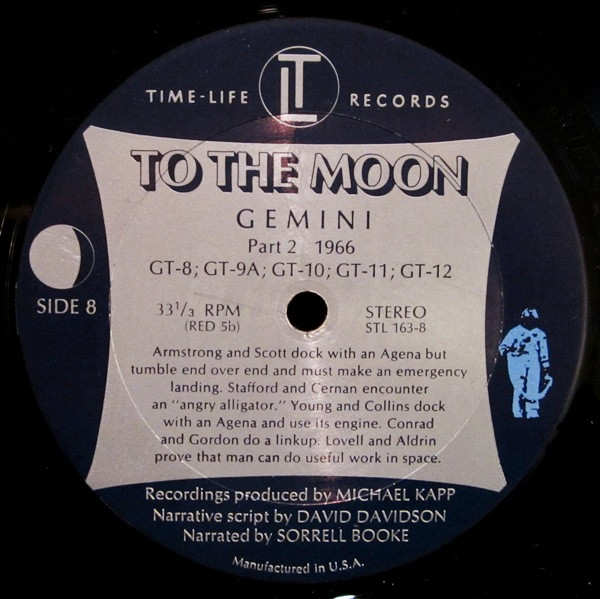 TIME-LIFE LT RECORDS
TO THE MOON
GEMINI
Part 2 1966
GT-8; GT-9A; GT-10; GT-11; GT-12
SIDE 8
33 1/3 RPM
(RED 5b)
STEREO
STL 163-8
Armstrong and Scott dock with an Agena but
tumble end over end and must make an emergency
landing. Stafford and Cernan encounter
an "angry alligator." Young and Collins dock
with an Agena and use its engine. Conrad
and Gordon do a linkup. Lovell and Aldrin
prove that man can do useful work in space.
Recordings produced by MICHAEL KAPP
Narrative script by DAVID DAVIDSON
Narrated by SORRELL BOOKE
Manufactured in U.S.A.